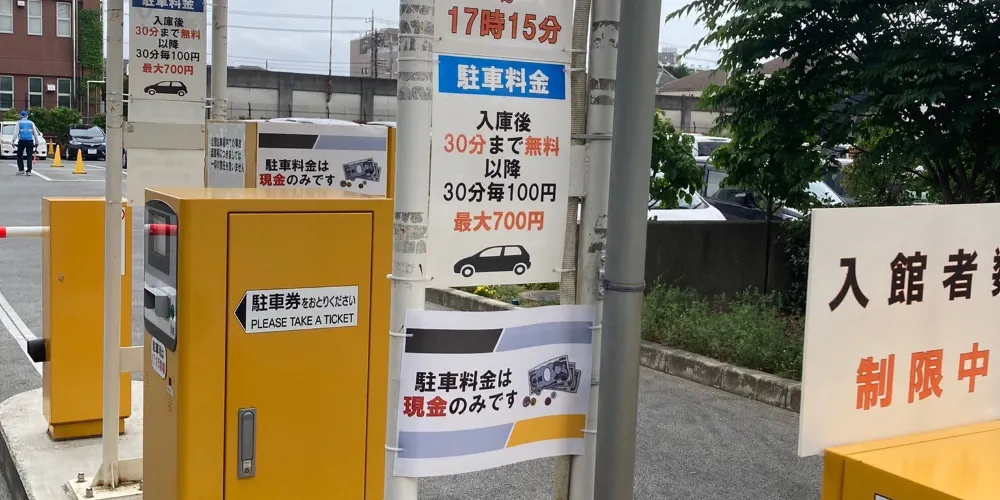 駐車料金
入庫後
30分まで無料
以降
30分毎100円
最大700円
駐車料金は
現金のみです
駐車券をおとりください
PLEASE TAKE A TICKET
17時15分
駐車料金
入庫後
30分まで無料
以降
30分毎100円
最大700円
駐車料金は
現金のみです
入館者数
制限中